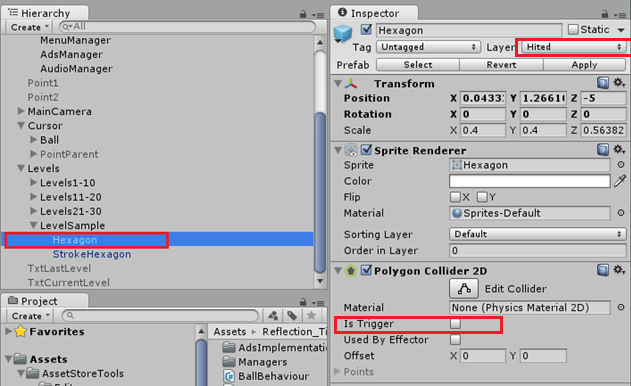 Hierarchy
Create
All
MenuManager
AdsManager
AudioManager
Point1
Point2
MainCamera
Cursor
Ball
PointParent
Levels
Levels1-10
Levels11-20
Levels21-30
LevelSample
Hexagon
StrokeHexagon
TxtLastLevel
TxtCurrentLevel
Project
Create
Favorites
Assets
AssetStoreTools
Assets
Reflection_Ti
AdsImplementa
Managers
BallBehaviour
Inspector
Hexagon
Static
Tag Untagged Layer Hited
Prefab Select Revert Apply
Transform
Position X 0.0433 Y 1.2661 Z -5
Rotation X 0 Y 0 Z 0
Scale X 0.4 Y 0.4 Z 0.56382
Sprite Renderer
Sprite Hexagon
Color
Flip X Y
Material Sprites-Default
Sorting Layer Default
Order in Layer 0
Polygon Collider 2D
Edit Collider
Material None (Physics Material 2D)
Is Trigger
Used By Effector
Offset X 0 Y 0
Points